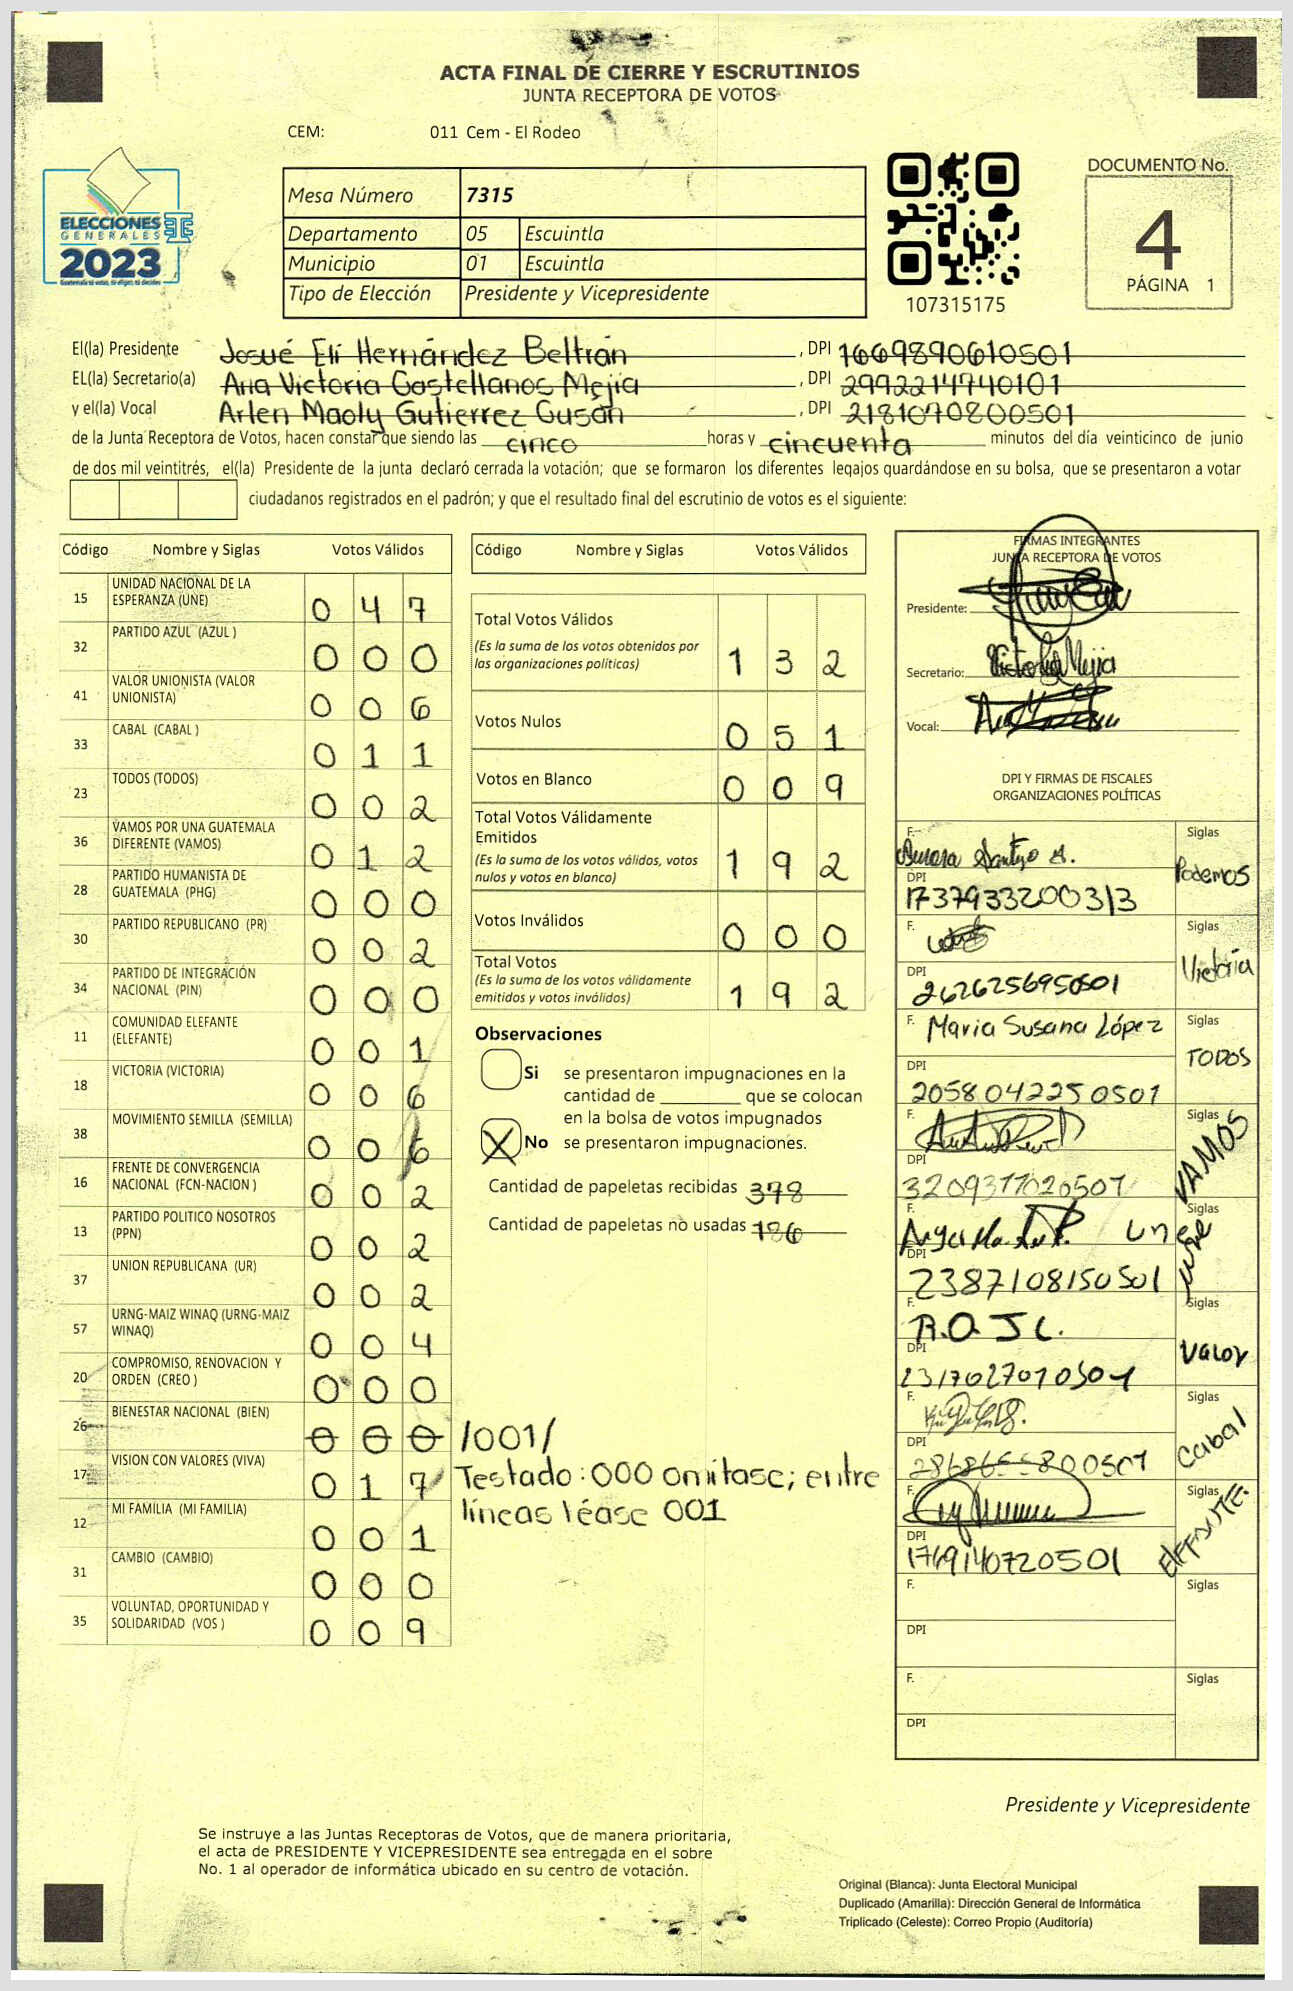 ACTA FINAL DE CIERRE Y ESCRUTINIOS
JUNTA RECEPTORA DE VOTOS
CEM: 011 Cem - El Rodeo
ELECCIONES
GENERALES
2023
Guatemala tú votas, tú eliges, tú decides
Mesa Número 7315
Departamento 05 Escuintla
Municipio 01 Escuintla
Tipo de Elección Presidente y Vicepresidente
107315175
DOCUMENTO No.
4
PÁGINA 1
El(la) Presidente Josué Elí Hernández Beltrán , DPI 1669890610501
EL(la) Secretario(a) Ana Victoria Castellanos Mejía , DPI 2992214740101
y el(la) Vocal Arlen Maoly Gutierrez Gusan , DPI 2181070800501
de la Junta Receptora de Votos, hacen constar que siendo las cinco horas y cincuenta minutos del día veinticinco de junio
de dos mil veintitrés, el(la) Presidente de la junta declaró cerrada la votación; que se formaron los diferentes legajos guardándose en su bolsa, que se presentaron a votar
ciudadanos registrados en el padrón; y que el resultado final del escrutinio de votos es el siguiente:
Código Nombre y Siglas Votos Válidos
15 UNIDAD NACIONAL DE LA
ESPERANZA (UNE) 0 4 7
32 PARTIDO AZUL (AZUL ) 0 0 0
41 VALOR UNIONISTA (VALOR
UNIONISTA) 0 0 6
33 CABAL (CABAL ) 0 1 1
23 TODOS (TODOS) 0 0 2
36 VAMOS POR UNA GUATEMALA
DIFERENTE (VAMOS) 0 1 2
28 PARTIDO HUMANISTA DE
GUATEMALA (PHG) 0 0 0
30 PARTIDO REPUBLICANO (PR) 0 0 2
34 PARTIDO DE INTEGRACIÓN
NACIONAL (PIN) 0 0 0
11 COMUNIDAD ELEFANTE
(ELEFANTE) 0 0 1
18 VICTORIA (VICTORIA) 0 0 6
38 MOVIMIENTO SEMILLA (SEMILLA) 0 0 6
16 FRENTE DE CONVERGENCIA
NACIONAL (FCN-NACION ) 0 0 2
13 PARTIDO POLITICO NOSOTROS
(PPN) 0 0 2
37 UNION REPUBLICANA (UR) 0 0 2
57 URNG-MAIZ WINAQ (URNG-MAIZ
WINAQ) 0 0 4
20 COMPROMISO, RENOVACION Y
ORDEN (CREO ) 0 0 0
26 BIENESTAR NACIONAL (BIEN) 0 0 0 /001/
17 VISION CON VALORES (VIVA) 0 1 7
Testado: 000 omitase; entre
líneas léase 001
12 MI FAMILIA (MI FAMILIA) 0 0 1
31 CAMBIO (CAMBIO) 0 0 0
35 VOLUNTAD, OPORTUNIDAD Y
SOLIDARIDAD (VOS ) 0 0 9
Código Nombre y Siglas Votos Válidos
Total Votos Válidos
(Es la suma de los votos obtenidos por
las organizaciones políticas) 1 3 2
Votos Nulos 0 5 1
Votos en Blanco 0 0 9
Total Votos Válidamente
Emitidos
(Es la suma de los votos válidos, votos
nulos y votos en blanco) 1 9 2
Votos Inválidos 0 0 0
Total Votos
(Es la suma de los votos válidamente
emitidos y votos inválidos) 1 9 2
Observaciones
Si se presentaron impugnaciones en la
cantidad de ________ que se colocan
en la bolsa de votos impugnados
X No se presentaron impugnaciones.
Cantidad de papeletas recibidas 378
Cantidad de papeletas no usadas 186
FIRMAS INTEGRANTES
JUNTA RECEPTORA DE VOTOS
Presidente:
Secretario: Victoria Mejia
Vocal:
DPI Y FIRMAS DE FISCALES
ORGANIZACIONES POLÍTICAS
F. Siglas
Podemos
DPI
1737933200313
F. Siglas
Victoria
DPI
F. Maria Susana López Siglas
TODOS
DPI
2058042250501
F. Siglas
VAMOS
DPI
F. Siglas
une
DPI
2387108150501
F. Siglas
Valor
DPI
F. Siglas
Cabal
DPI
F. Siglas
DPI
1769140720501
F. Siglas
DPI
F. Siglas
DPI
Presidente y Vicepresidente
Se instruye a las Juntas Receptoras de Votos, que de manera prioritaria,
el acta de PRESIDENTE Y VICEPRESIDENTE sea entregada en el sobre
No. 1 al operador de informática ubicado en su centro de votación.
Original (Blanca): Junta Electoral Municipal
Duplicado (Amarilla): Dirección General de Informática
Triplicado (Celeste): Correo Propio (Auditoría)